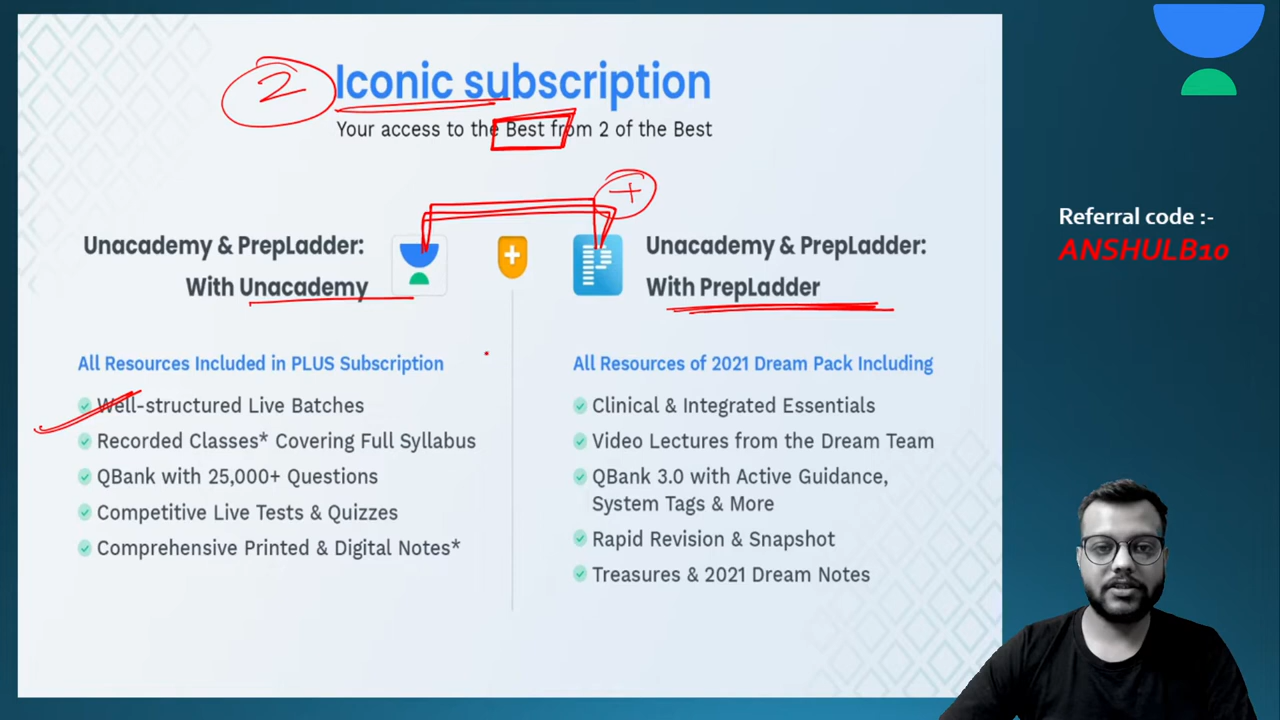 2
Iconic subscription
Your access to the Best from 2 of the Best
+
Unacademy & PrepLadder:
With Unacademy
Unacademy & PrepLadder:
With PrepLadder
All Resources Included in PLUS Subscription
Well-structured Live Batches
Recorded Classes* Covering Full Syllabus
QBank with 25,000+ Questions
Competitive Live Tests & Quizzes
Comprehensive Printed & Digital Notes*
All Resources of 2021 Dream Pack Including
Clinical & Integrated Essentials
Video Lectures from the Dream Team
QBank 3.0 with Active Guidance,
System Tags & More
Rapid Revision & Snapshot
Treasures & 2021 Dream Notes
Referral code :-
ANSHULB10